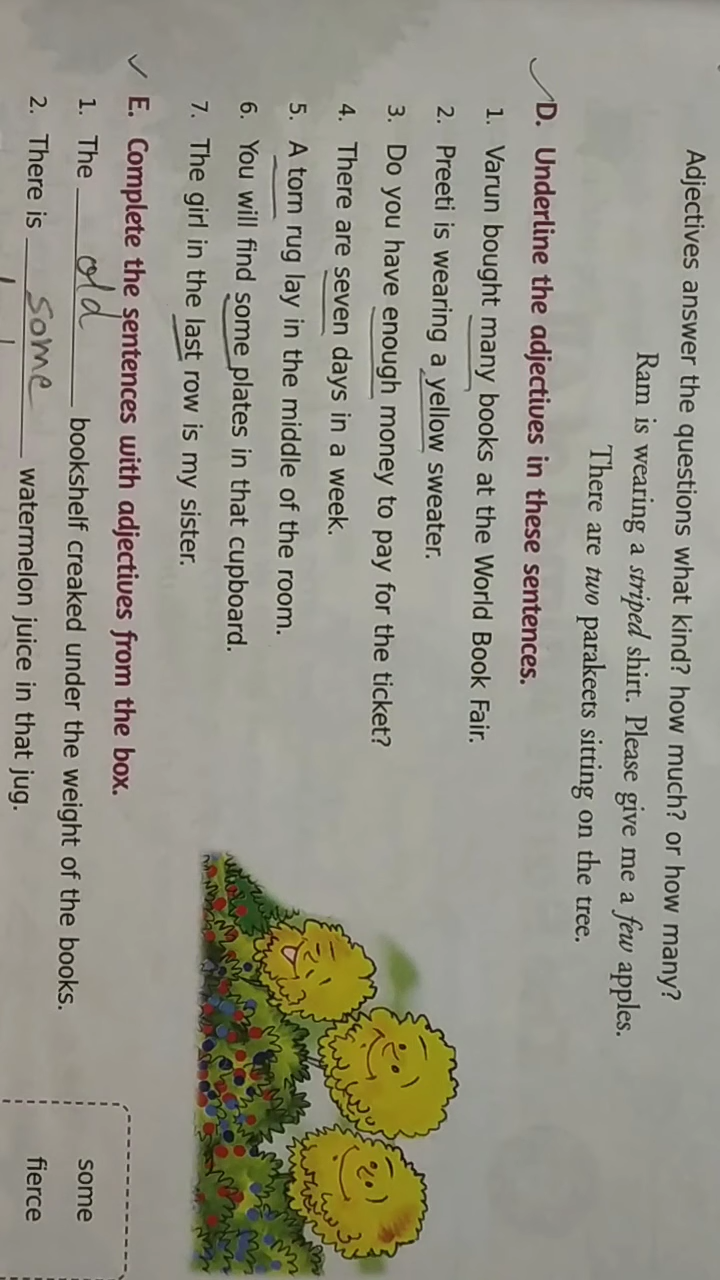 Adjectives answer the questions what kind? how much? or how many?
Ram is wearing a striped shirt. Please give me a few apples.
There are two parakeets sitting on the tree.
D. Underline the adjectives in these sentences.
1. Varun bought many books at the World Book Fair.
2. Preeti is wearing a yellow sweater.
3. Do you have enough money to pay for the ticket?
4. There are seven days in a week.
5. A torn rug lay in the middle of the room.
6. You will find some plates in that cupboard.
7. The girl in the last row is my sister.
E. Complete the sentences with adjectives from the box.
1. The old bookshelf creaked under the weight of the books.
2. There is some watermelon juice in that jug.
some
fierce